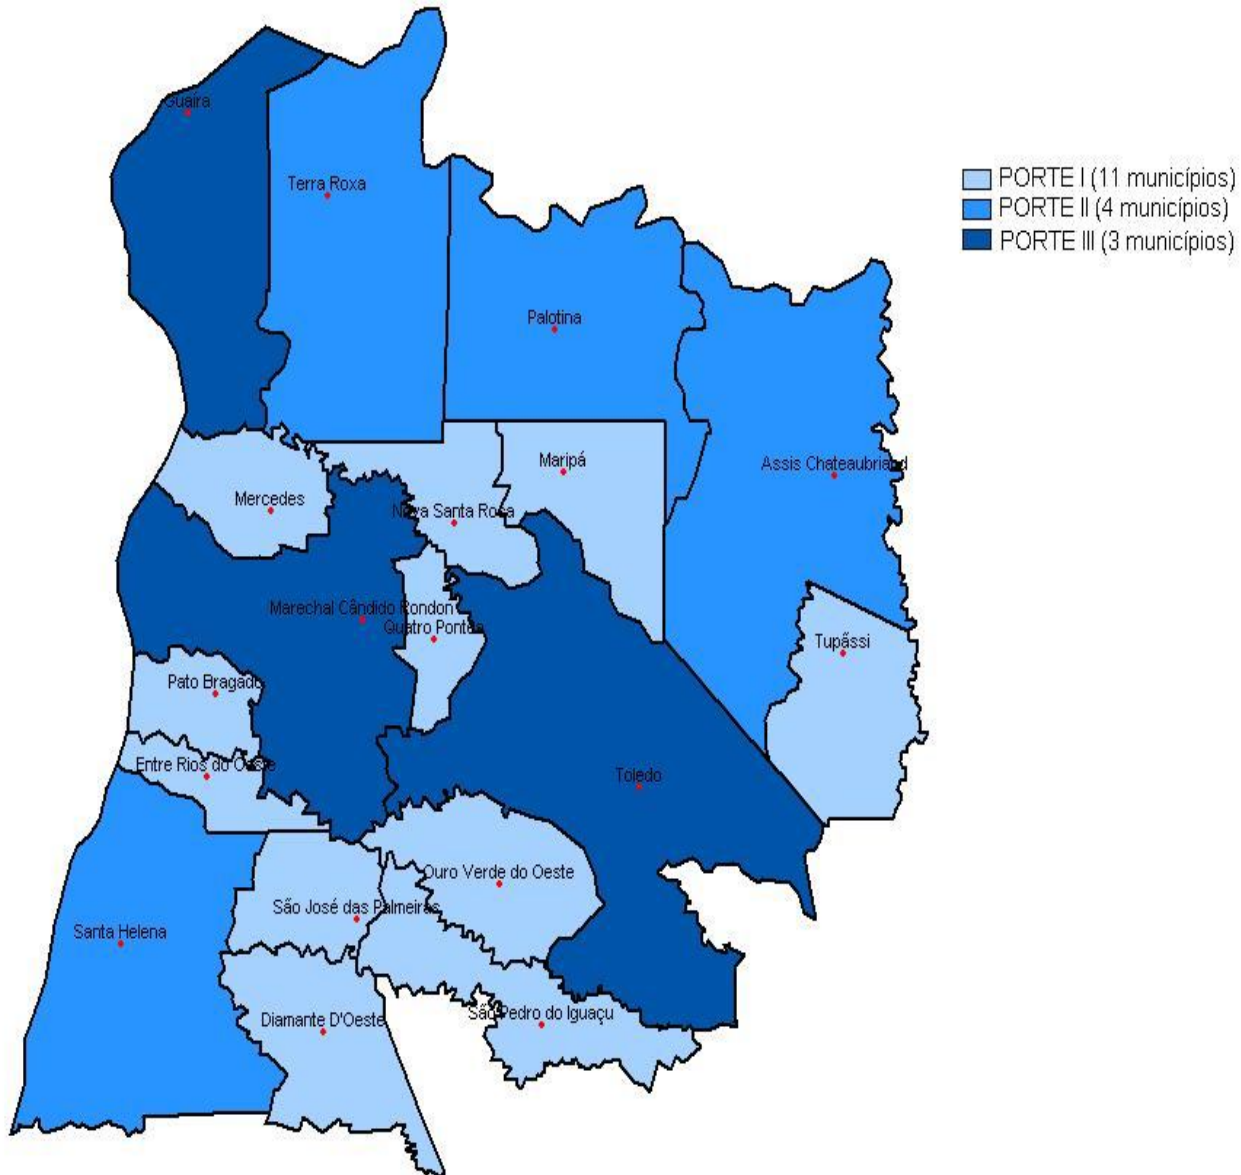 Guaíra
Terra Roxa
PORTE I (11 municípios)
PORTE II (4 municípios)
PORTE III (3 municípios)
Palotina
Maripá
Assis Chateaubriand
Mercedes
Nova Santa Rosa
Marechal Cândido Rondon
Quatro Pontes
Tupãssi
Pato Bragado
Entre Rios do Oeste
Toledo
Ouro Verde do Oeste
São José das Palmeiras
Santa Helena
São Pedro do Iguaçu
Diamante D'Oeste